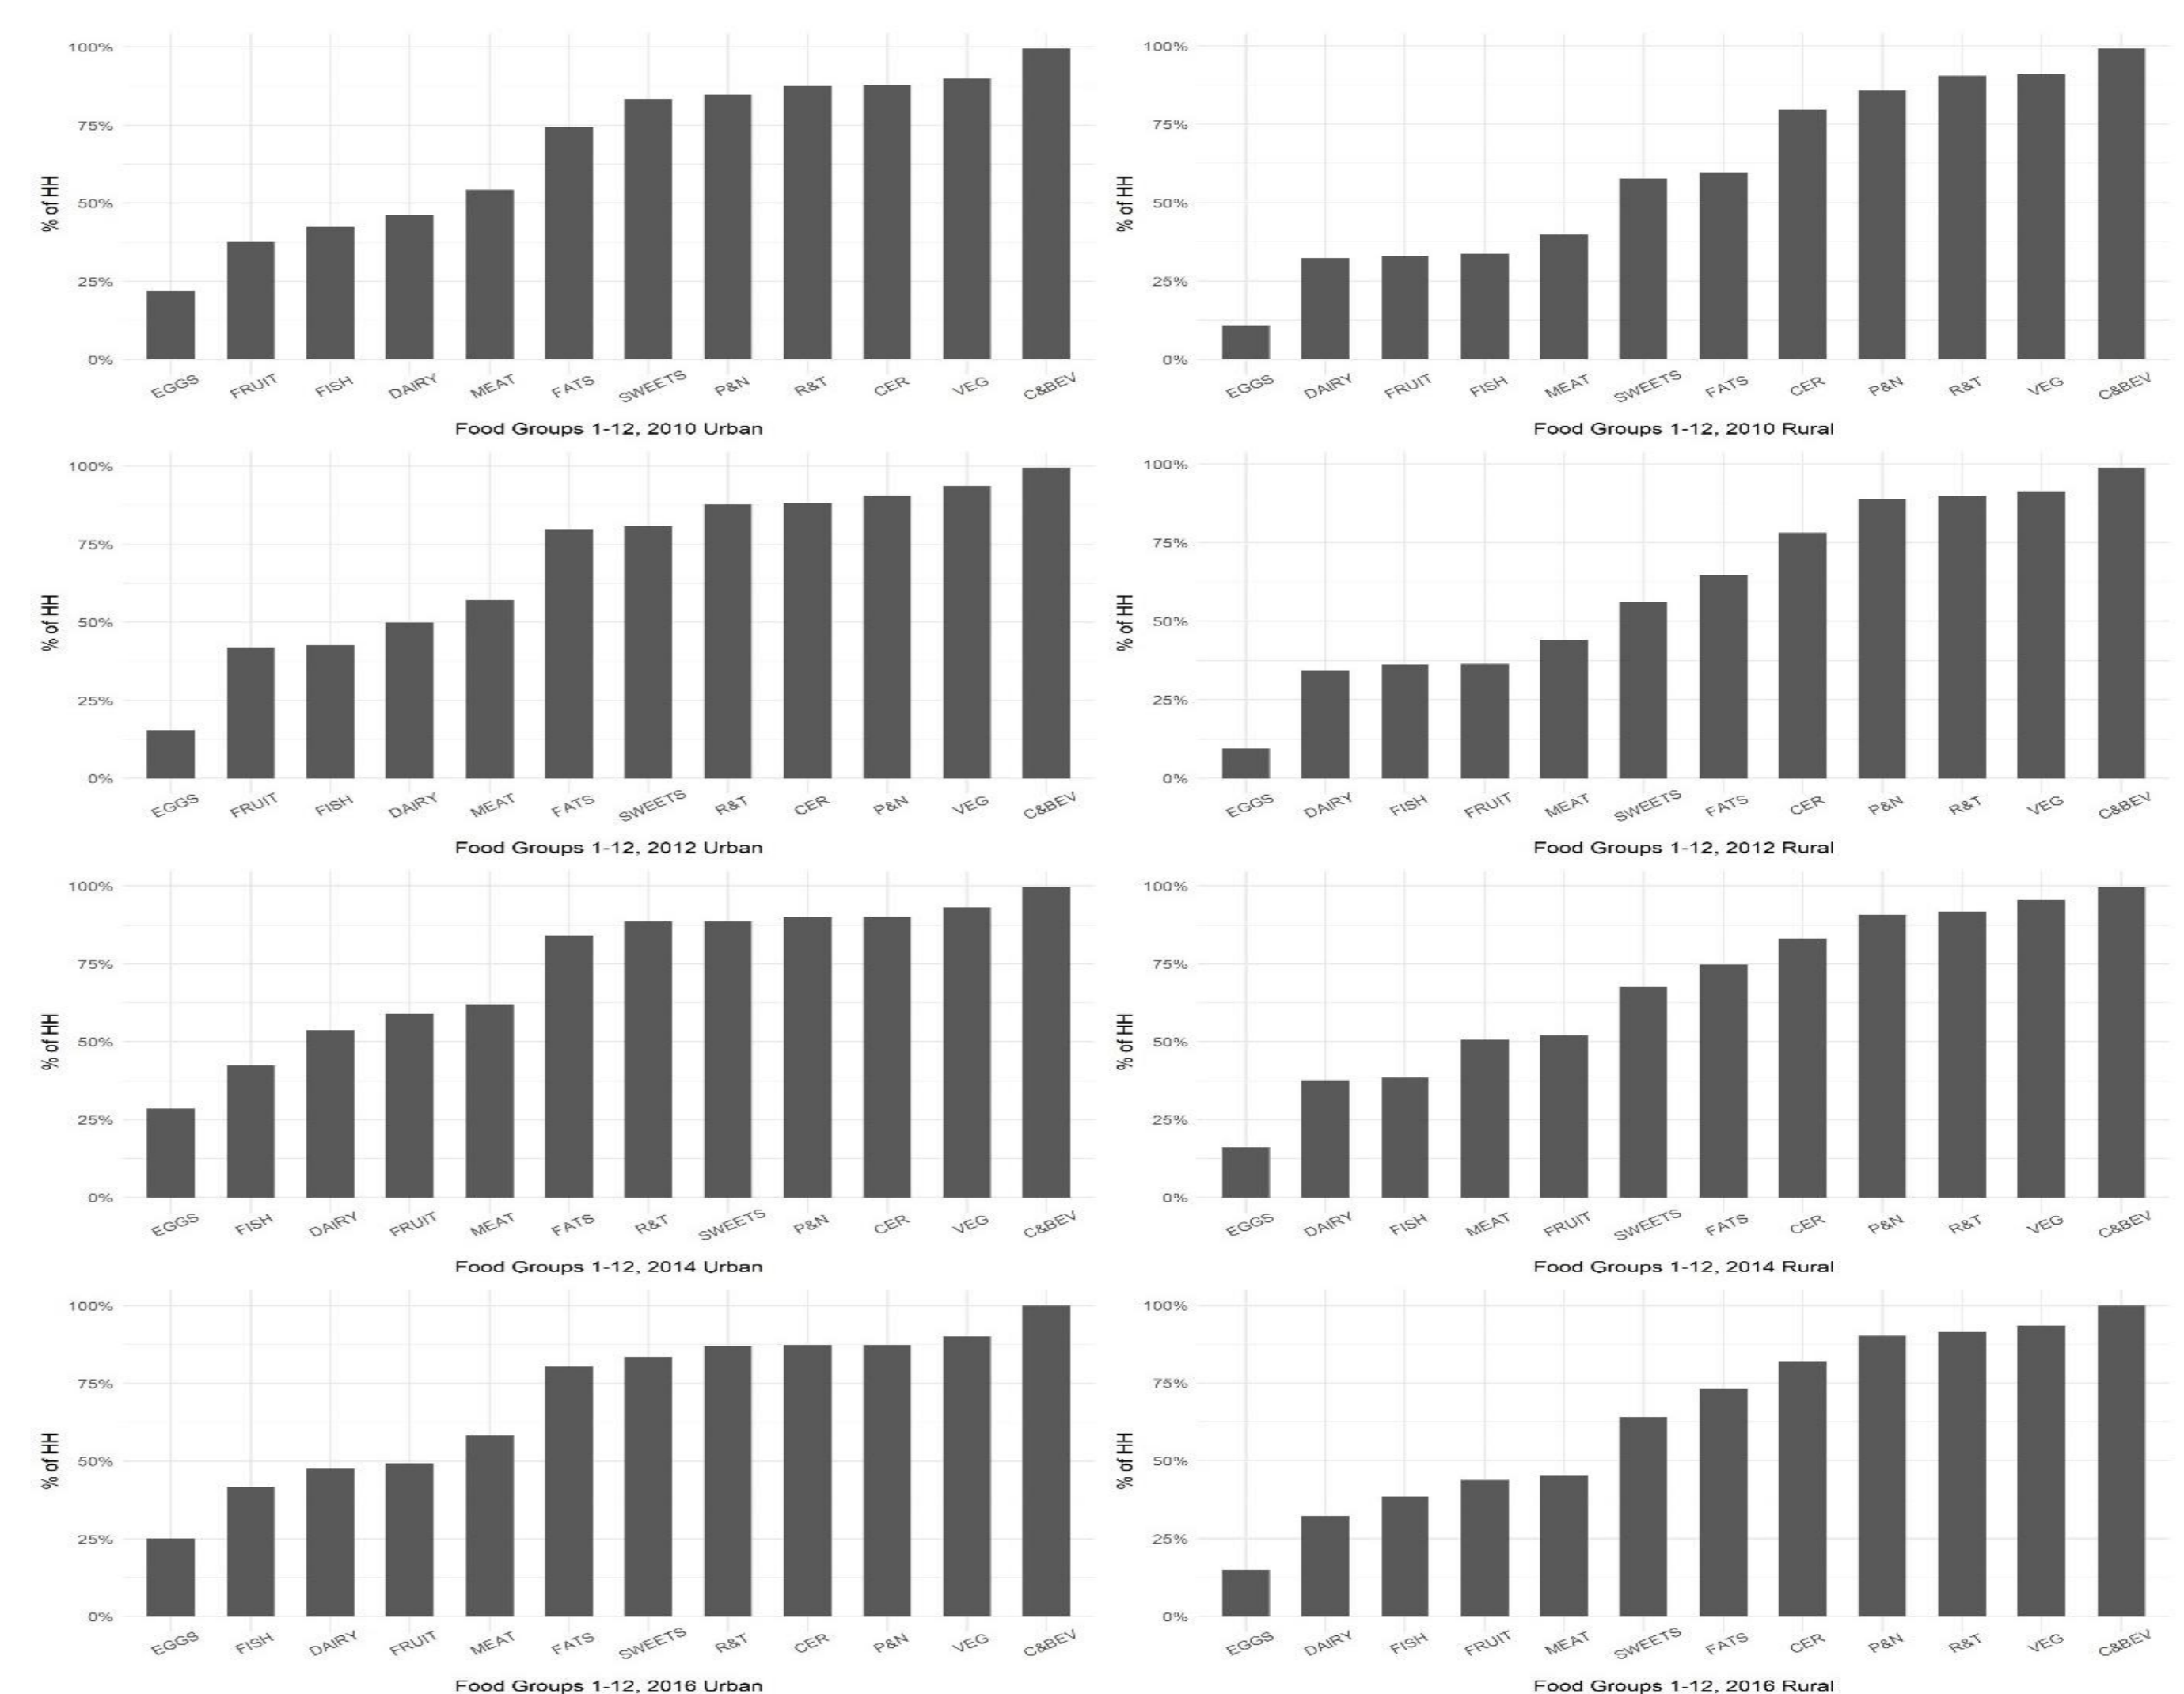 100%
75%
50%
25%
0%
% of HH
EGGS FRUIT FISH DAIRY MEAT FATS SWEETS P&N R&T CER VEG C&BEV
Food Groups 1-12, 2010 Urban
100%
75%
50%
25%
0%
% of HH
EGGS DAIRY FRUIT FISH MEAT SWEETS FATS CER P&N R&T VEG C&BEV
Food Groups 1-12, 2010 Rural
100%
75%
50%
25%
0%
% of HH
EGGS FRUIT FISH DAIRY MEAT FATS SWEETS R&T CER P&N VEG C&BEV
Food Groups 1-12, 2012 Urban
100%
75%
50%
25%
0%
% of HH
EGGS DAIRY FISH FRUIT MEAT SWEETS FATS CER P&N R&T VEG C&BEV
Food Groups 1-12, 2012 Rural
100%
75%
50%
25%
0%
% of HH
EGGS FISH DAIRY FRUIT MEAT FATS R&T SWEETS P&N CER VEG C&BEV
Food Groups 1-12, 2014 Urban
100%
75%
50%
25%
0%
% of HH
EGGS DAIRY FISH MEAT FRUIT SWEETS FATS CER P&N R&T VEG C&BEV
Food Groups 1-12, 2014 Rural
100%
75%
50%
25%
0%
% of HH
EGGS FISH DAIRY FRUIT MEAT FATS SWEETS R&T CER P&N VEG C&BEV
Food Groups 1-12, 2016 Urban
100%
75%
50%
25%
0%
% of HH
EGGS DAIRY FISH FRUIT MEAT SWEETS FATS CER P&N R&T VEG C&BEV
Food Groups 1-12, 2016 Rural